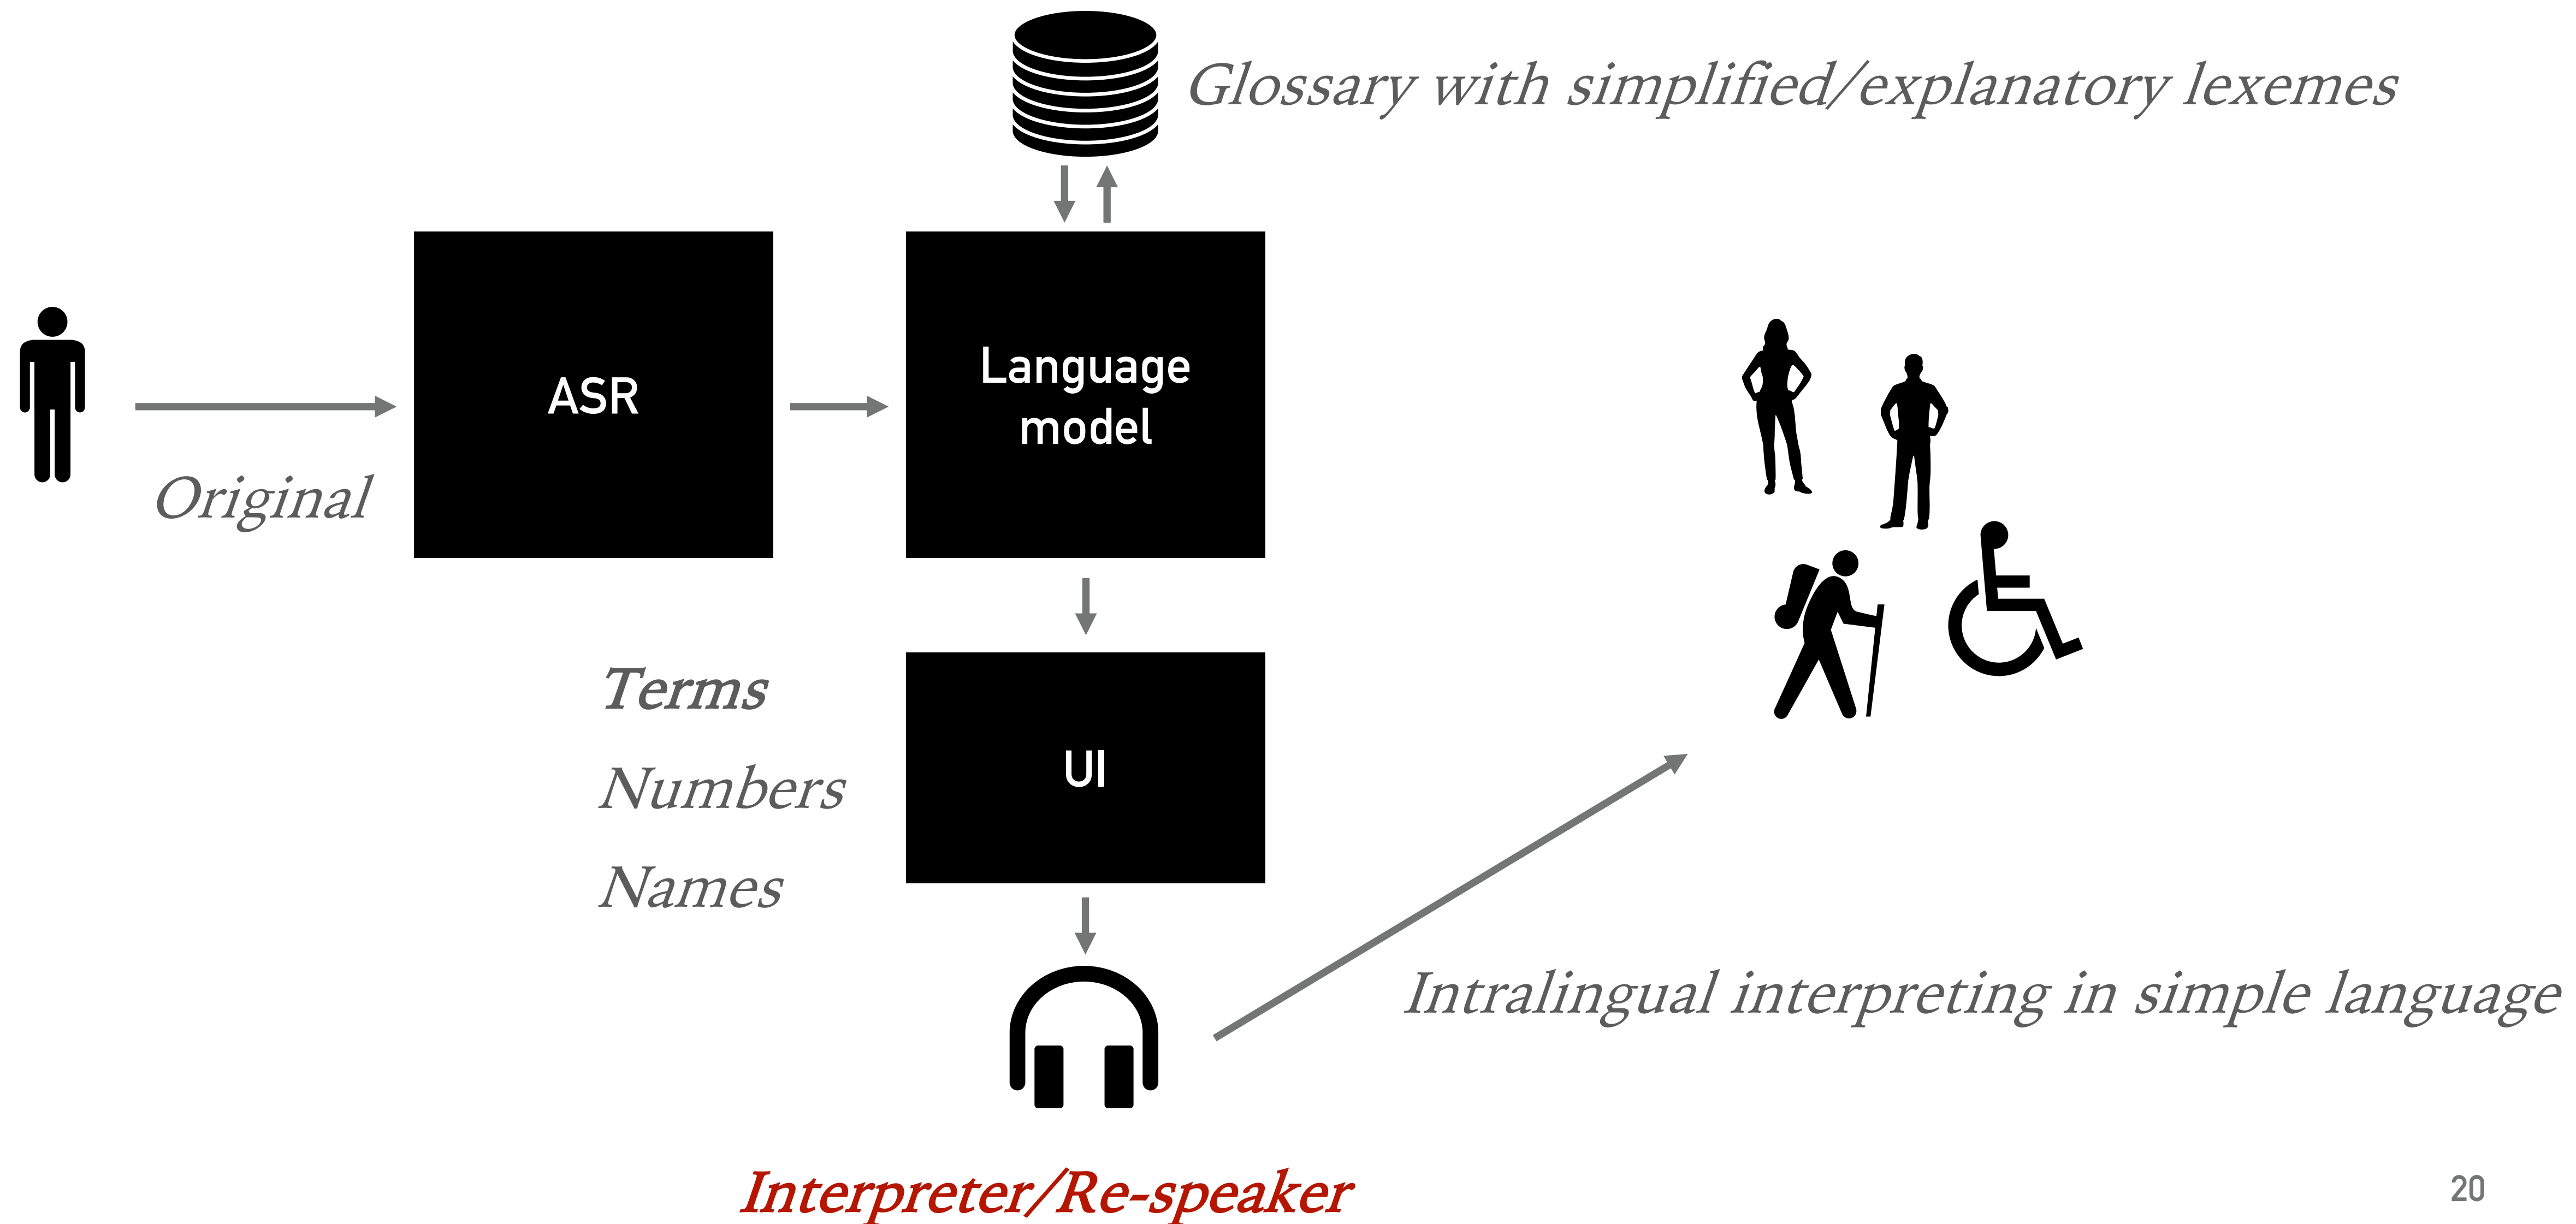 Glossary with simplified/explanatory lexemes
ASR
Language
model
Original
Terms
Numbers
Names
UI
Intralingual interpreting in simple language
Interpreter/Re-speaker
20